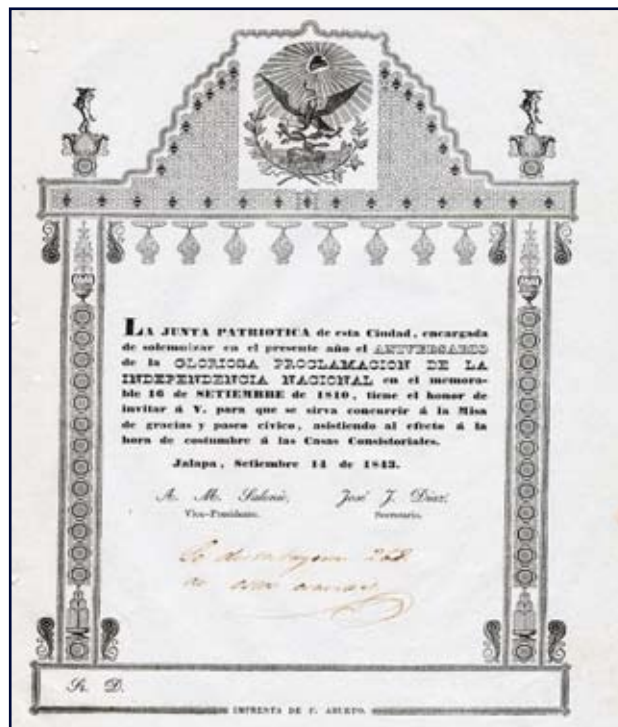 LA JUNTA PATRIOTICA de esta Ciudad, encargada
de solemnizar en el presente año el ANIVERSARIO
de la GLORIOSA PROCLAMACION DE LA
INDEPENDENCIA NACIONAL en el memora-
ble 16 de SETIEMBRE de 1810, tiene el honor de
invitar á V. para que se sirva concurrir á la Misa
de gracias y paseo cívico, asistiendo al efecto á la
hora de costumbre á las Casas Consistoriales.
Jalapa, Setiembre 14 de 1843.
A. M. José J. Diaz,
Vice-Presidente. Secretario.
Sr. D.
IMPRENTA DE F. ABURTO.